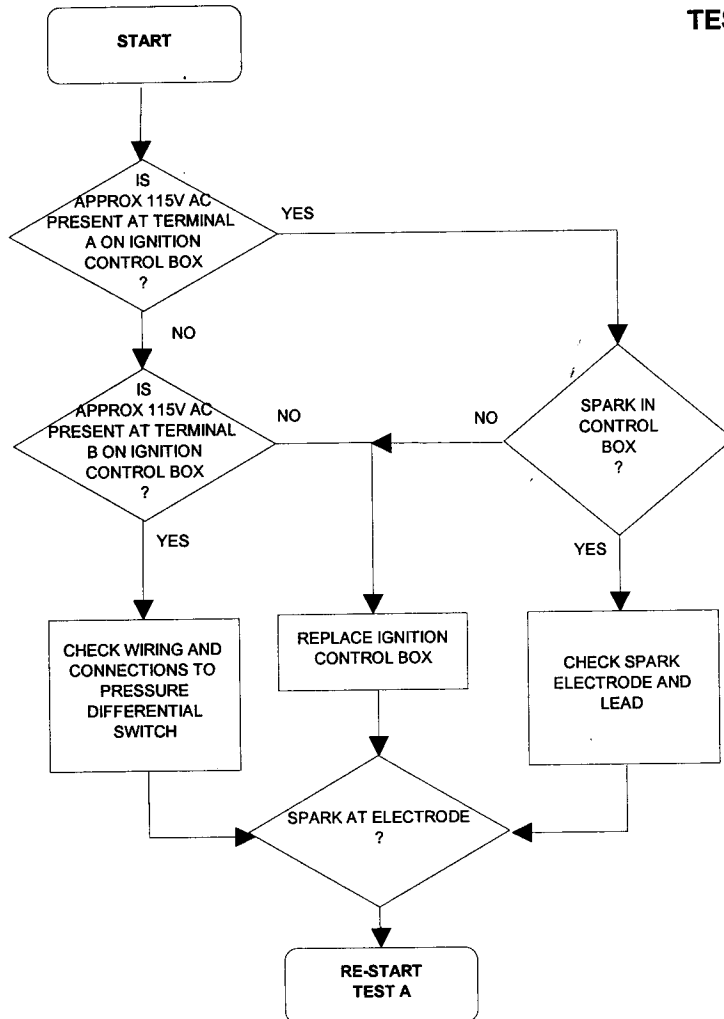 TES
START
IS
APPROX 115V AC
PRESENT AT TERMINAL
A ON IGNITION
CONTROL BOX
?
YES
NO
IS
APPROX 115V AC
PRESENT AT TERMINAL
B ON IGNITION
CONTROL BOX
?
NO
NO
SPARK IN
CONTROL
BOX
?
YES
YES
CHECK WIRING AND
CONNECTIONS TO
PRESSURE
DIFFERENTIAL
SWITCH
REPLACE IGNITION
CONTROL BOX
CHECK SPARK
ELECTRODE AND
LEAD
SPARK AT ELECTRODE
?
RE-START
TEST A